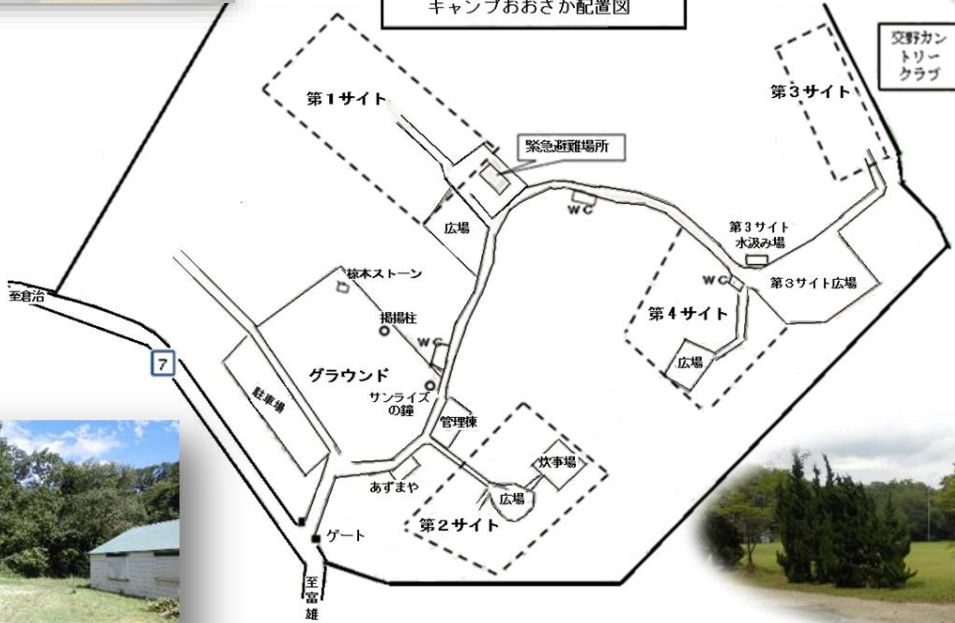 キャンプおおさか配置図
交野カン
トリー
クラブ
第１サイト
第３サイト
緊急避難場所
ＷＣ
広場
第３サイト
水汲み場
椋本ストーン
ＷＣ
第３サイト広場
至倉治
掲揚柱
第４サイト
ＷＣ
7
広場
グラウンド
サンライズ
の鐘
駐車場
管理棟
炊事場
あずまや
広場
第２サイト
ゲート
至富雄